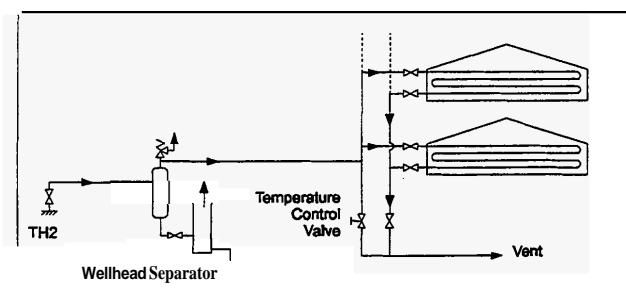 Temperature
Control
Valve
TH2
Vent
Wellhead Separator